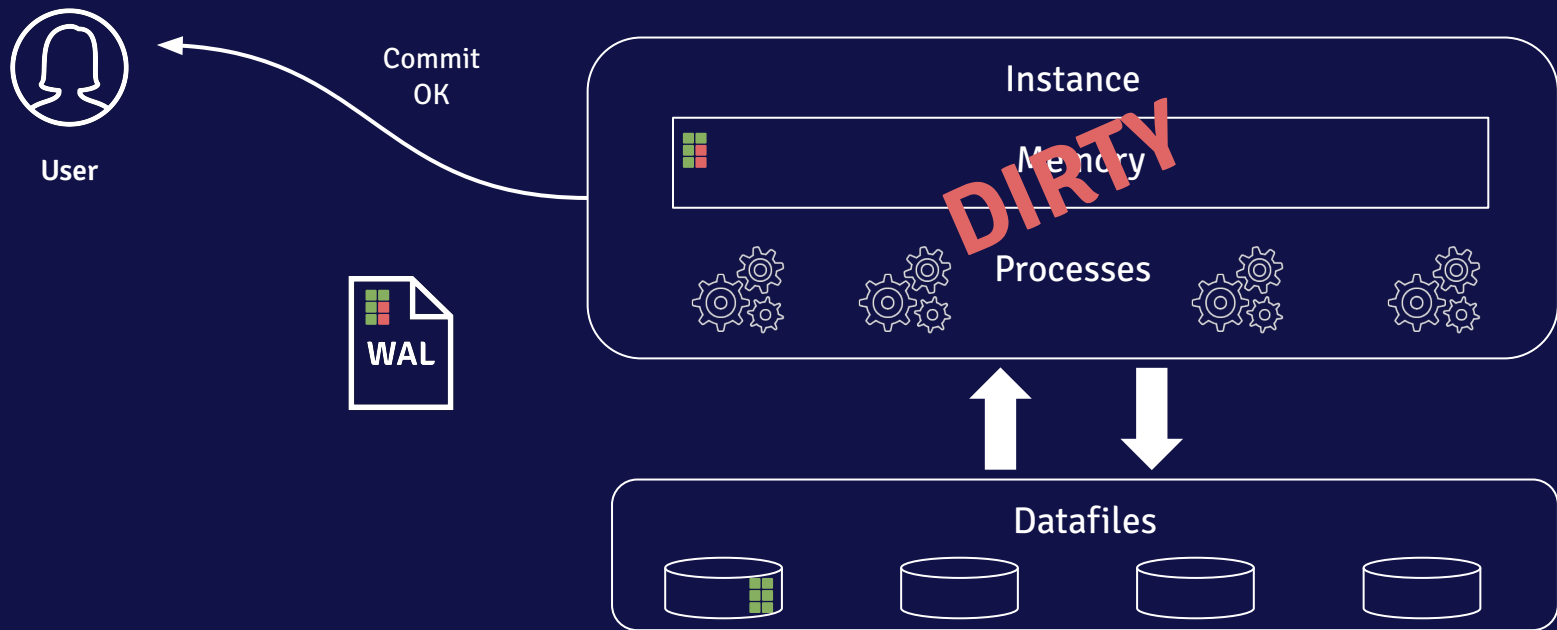 Commit
OK
User
Instance
Memory
DIRTY
Processes
WAL
Datafiles